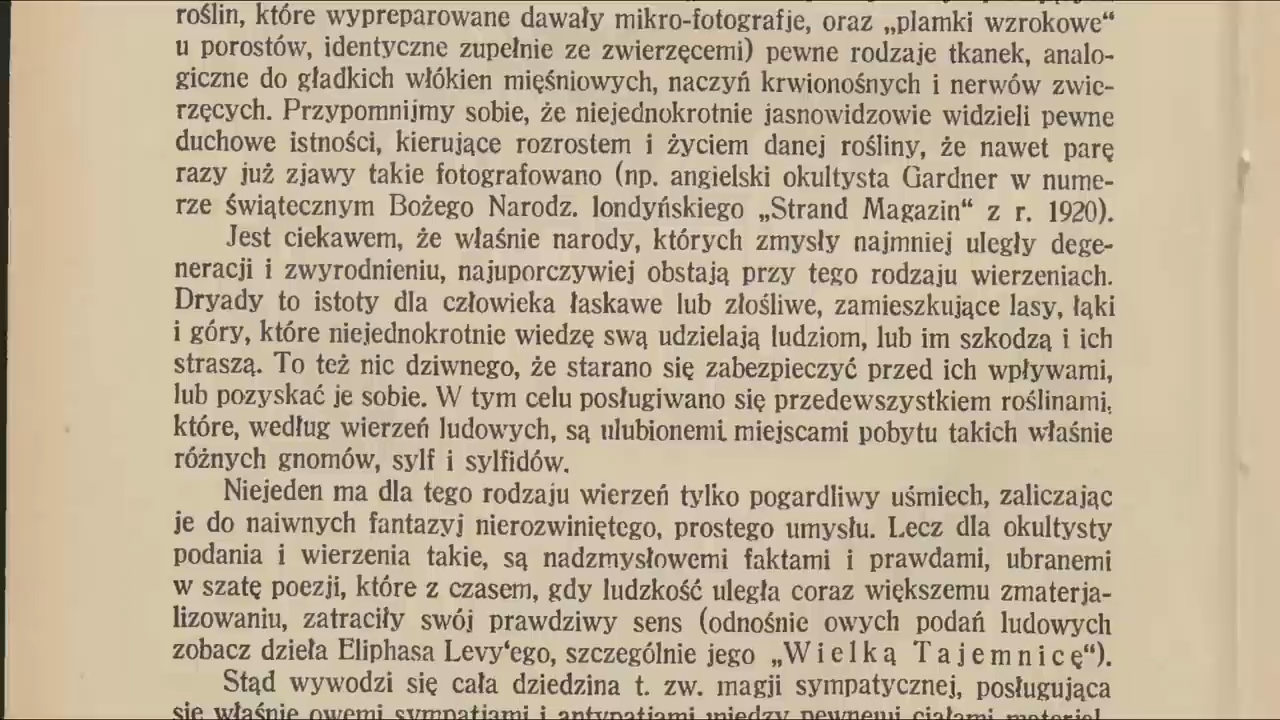 roślin, które wypreparowane dawały mikro-fotografje, oraz „plamki wzrokowe“
u porostów, identyczne zupełnie ze zwierzęcemi) pewne rodzaje tkanek, analo-
giczne do gładkich włókien mięśniowych, naczyń krwionośnych i nerwów zwie-
rzęcych. Przypomnijmy sobie, że niejednokrotnie jasnowidzowie widzieli pewne
duchowe istności, kierujące rozrostem i życiem danej rośliny, że nawet parę
razy już zjawy takie fotografowano (np. angielski okultysta Gardner w nume-
rze świątecznym Bożego Narodz. londyńskiego „Strand Magazin“ z r. 1920).
Jest ciekawem, że właśnie narody, których zmysły najmniej uległy dege-
neracji i zwyrodnieniu, najuporczywiej obstają przy tego rodzaju wierzeniach.
Dryady to istoty dla człowieka łaskawe lub złośliwe, zamieszkujące lasy, łąki
i góry, które niejednokrotnie wiedzę swą udzielają ludziom, lub im szkodzą i ich
straszą. To też nic dziwnego, że starano się zabezpieczyć przed ich wpływami,
lub pozyskać je sobie. W tym celu posługiwano się przedewszystkiem roślinami,
które, według wierzeń ludowych, są ulubionemi miejscami pobytu takich właśnie
różnych gnomów, sylf i sylfidów.
Niejeden ma dla tego rodzaju wierzeń tylko pogardliwy uśmiech, zaliczając
je do naiwnych fantazyj nierozwiniętego, prostego umysłu. Lecz dla okultysty
podania i wierzenia takie, są nadzmysłowemi faktami i prawdami, ubranemi
w szatę poezji, które z czasem, gdy ludzkość uległa coraz większemu zmaterja-
lizowaniu, zatraciły swój prawdziwy sens (odnośnie owych podań ludowych
zobacz dzieła Eliphasa Levy‘ego, szczególnie jego „Wielką Tajemnicę“).
Stąd wywodzi się cała dziedzina t. zw. magji sympatycznej, posługująca
się właśnie owemi sympatjami i antypatjami między pewnemi ciałami materjal-